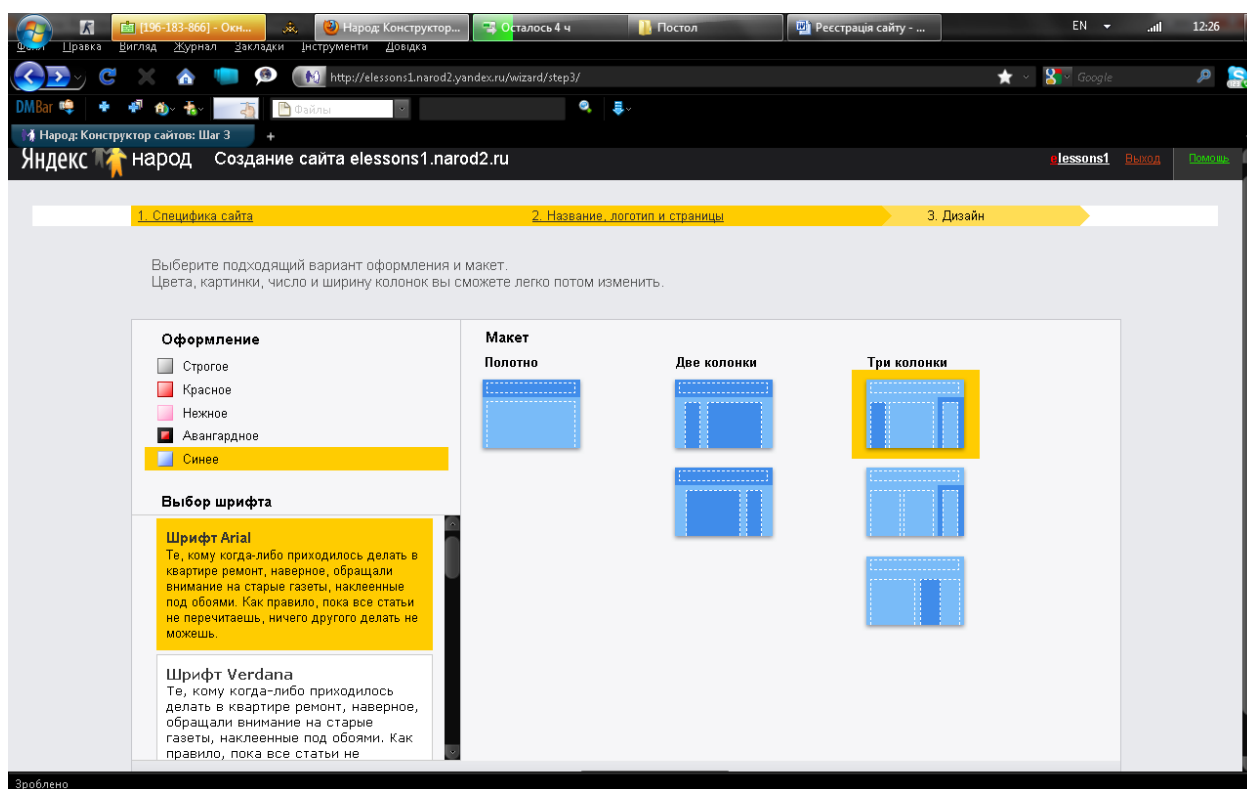 [196-183-866] - Окн...
Народ: Конструктор...
Осталось 4 ч
Постол
Реєстрація сайту - ...
EN
12:26
Правка Вигляд Журнал Закладки Інструменти Довідка
http://elessons1.narod2.yandex.ru/wizard/step3/
Google
DMBar
Файлы
Народ: Конструктор сайтов: Шаг 3
+
Яндекс народ Создание сайта elessons1.narod2.ru
elessons1 Выход Помощь
1. Специфика сайта
2. Название, логотип и страницы
3. Дизайн
Выберите подходящий вариант оформления и макет.
Цвета, картинки, число и ширину колонок вы сможете легко потом изменить.
Оформление
Строгое
Красное
Нежное
Авангардное
Синее
Выбор шрифта
Шрифт Arial
Те, кому когда-либо приходилось делать в
квартире ремонт, наверное, обращали
внимание на старые газеты, наклеенные
под обоями. Как правило, пока все статьи
не перечитаешь, ничего другого делать не
можешь.
Шрифт Verdana
Те, кому когда-либо приходилось
делать в квартире ремонт, наверное,
обращали внимание на старые
газеты, наклеенные под обоями. Как
правило, пока все статьи не
Макет
Полотно
Две колонки
Три колонки
Зроблено